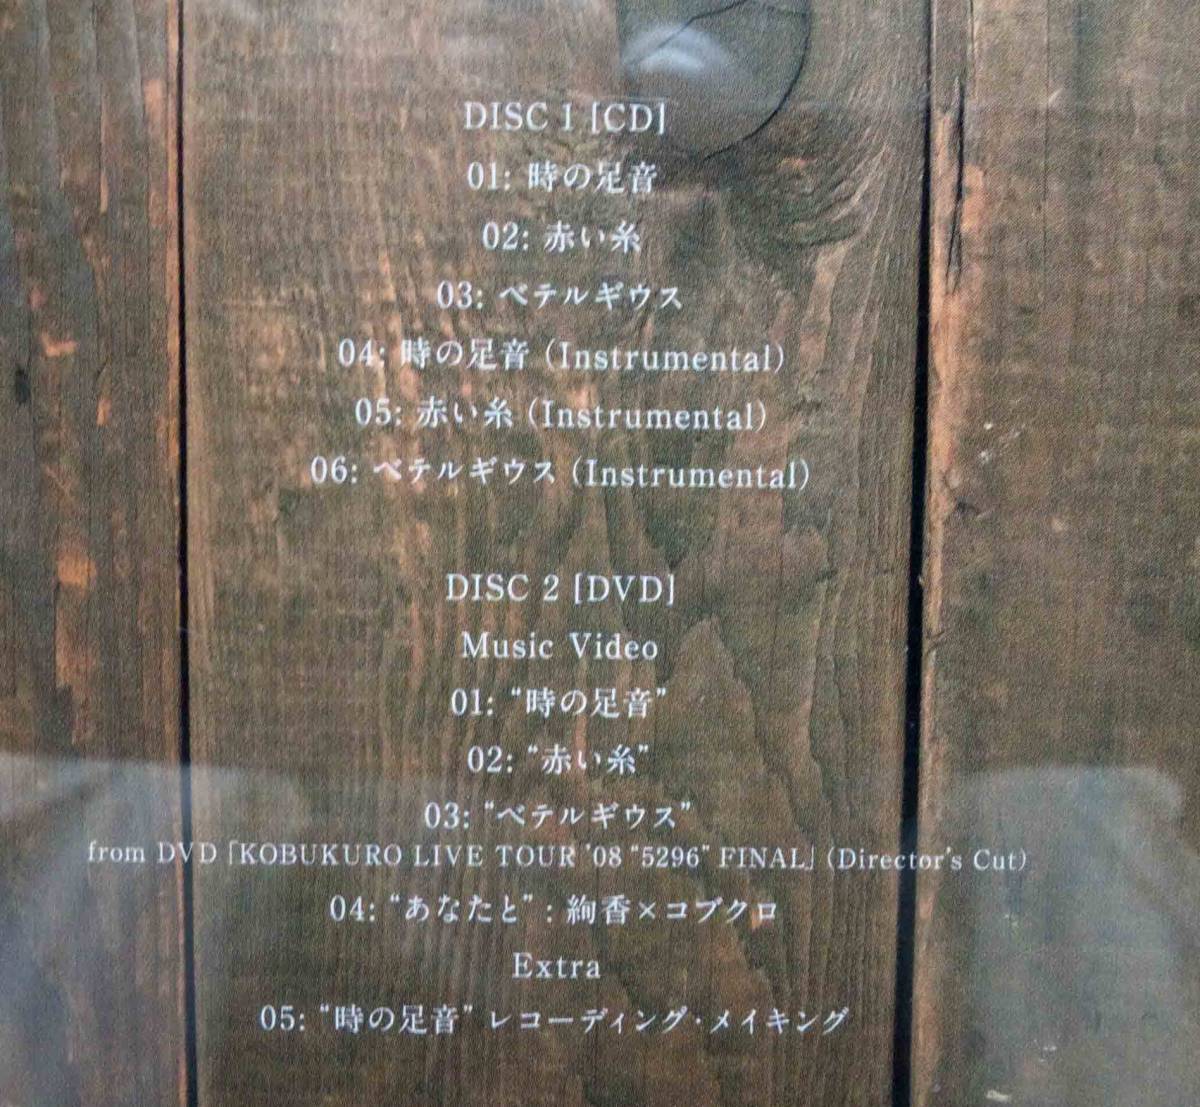 DISC 1 [CD]
01: 時の足音
02: 赤い糸
03: ベテルギウス
04: 時の足音 (Instrumental)
05: 赤い糸 (Instrumental)
06: ベテルギウス (Instrumental)
DISC 2 [DVD]
Music Video
01: “時の足音”
02: “赤い糸”
03: “ベテルギウス”
from DVD「KOBUKURO LIVE TOUR '08 “5296” FINAL」(Director's Cut)
04: “あなたと” : 絢香×コブクロ
Extra
05: “時の足音” レコーディング・メイキング